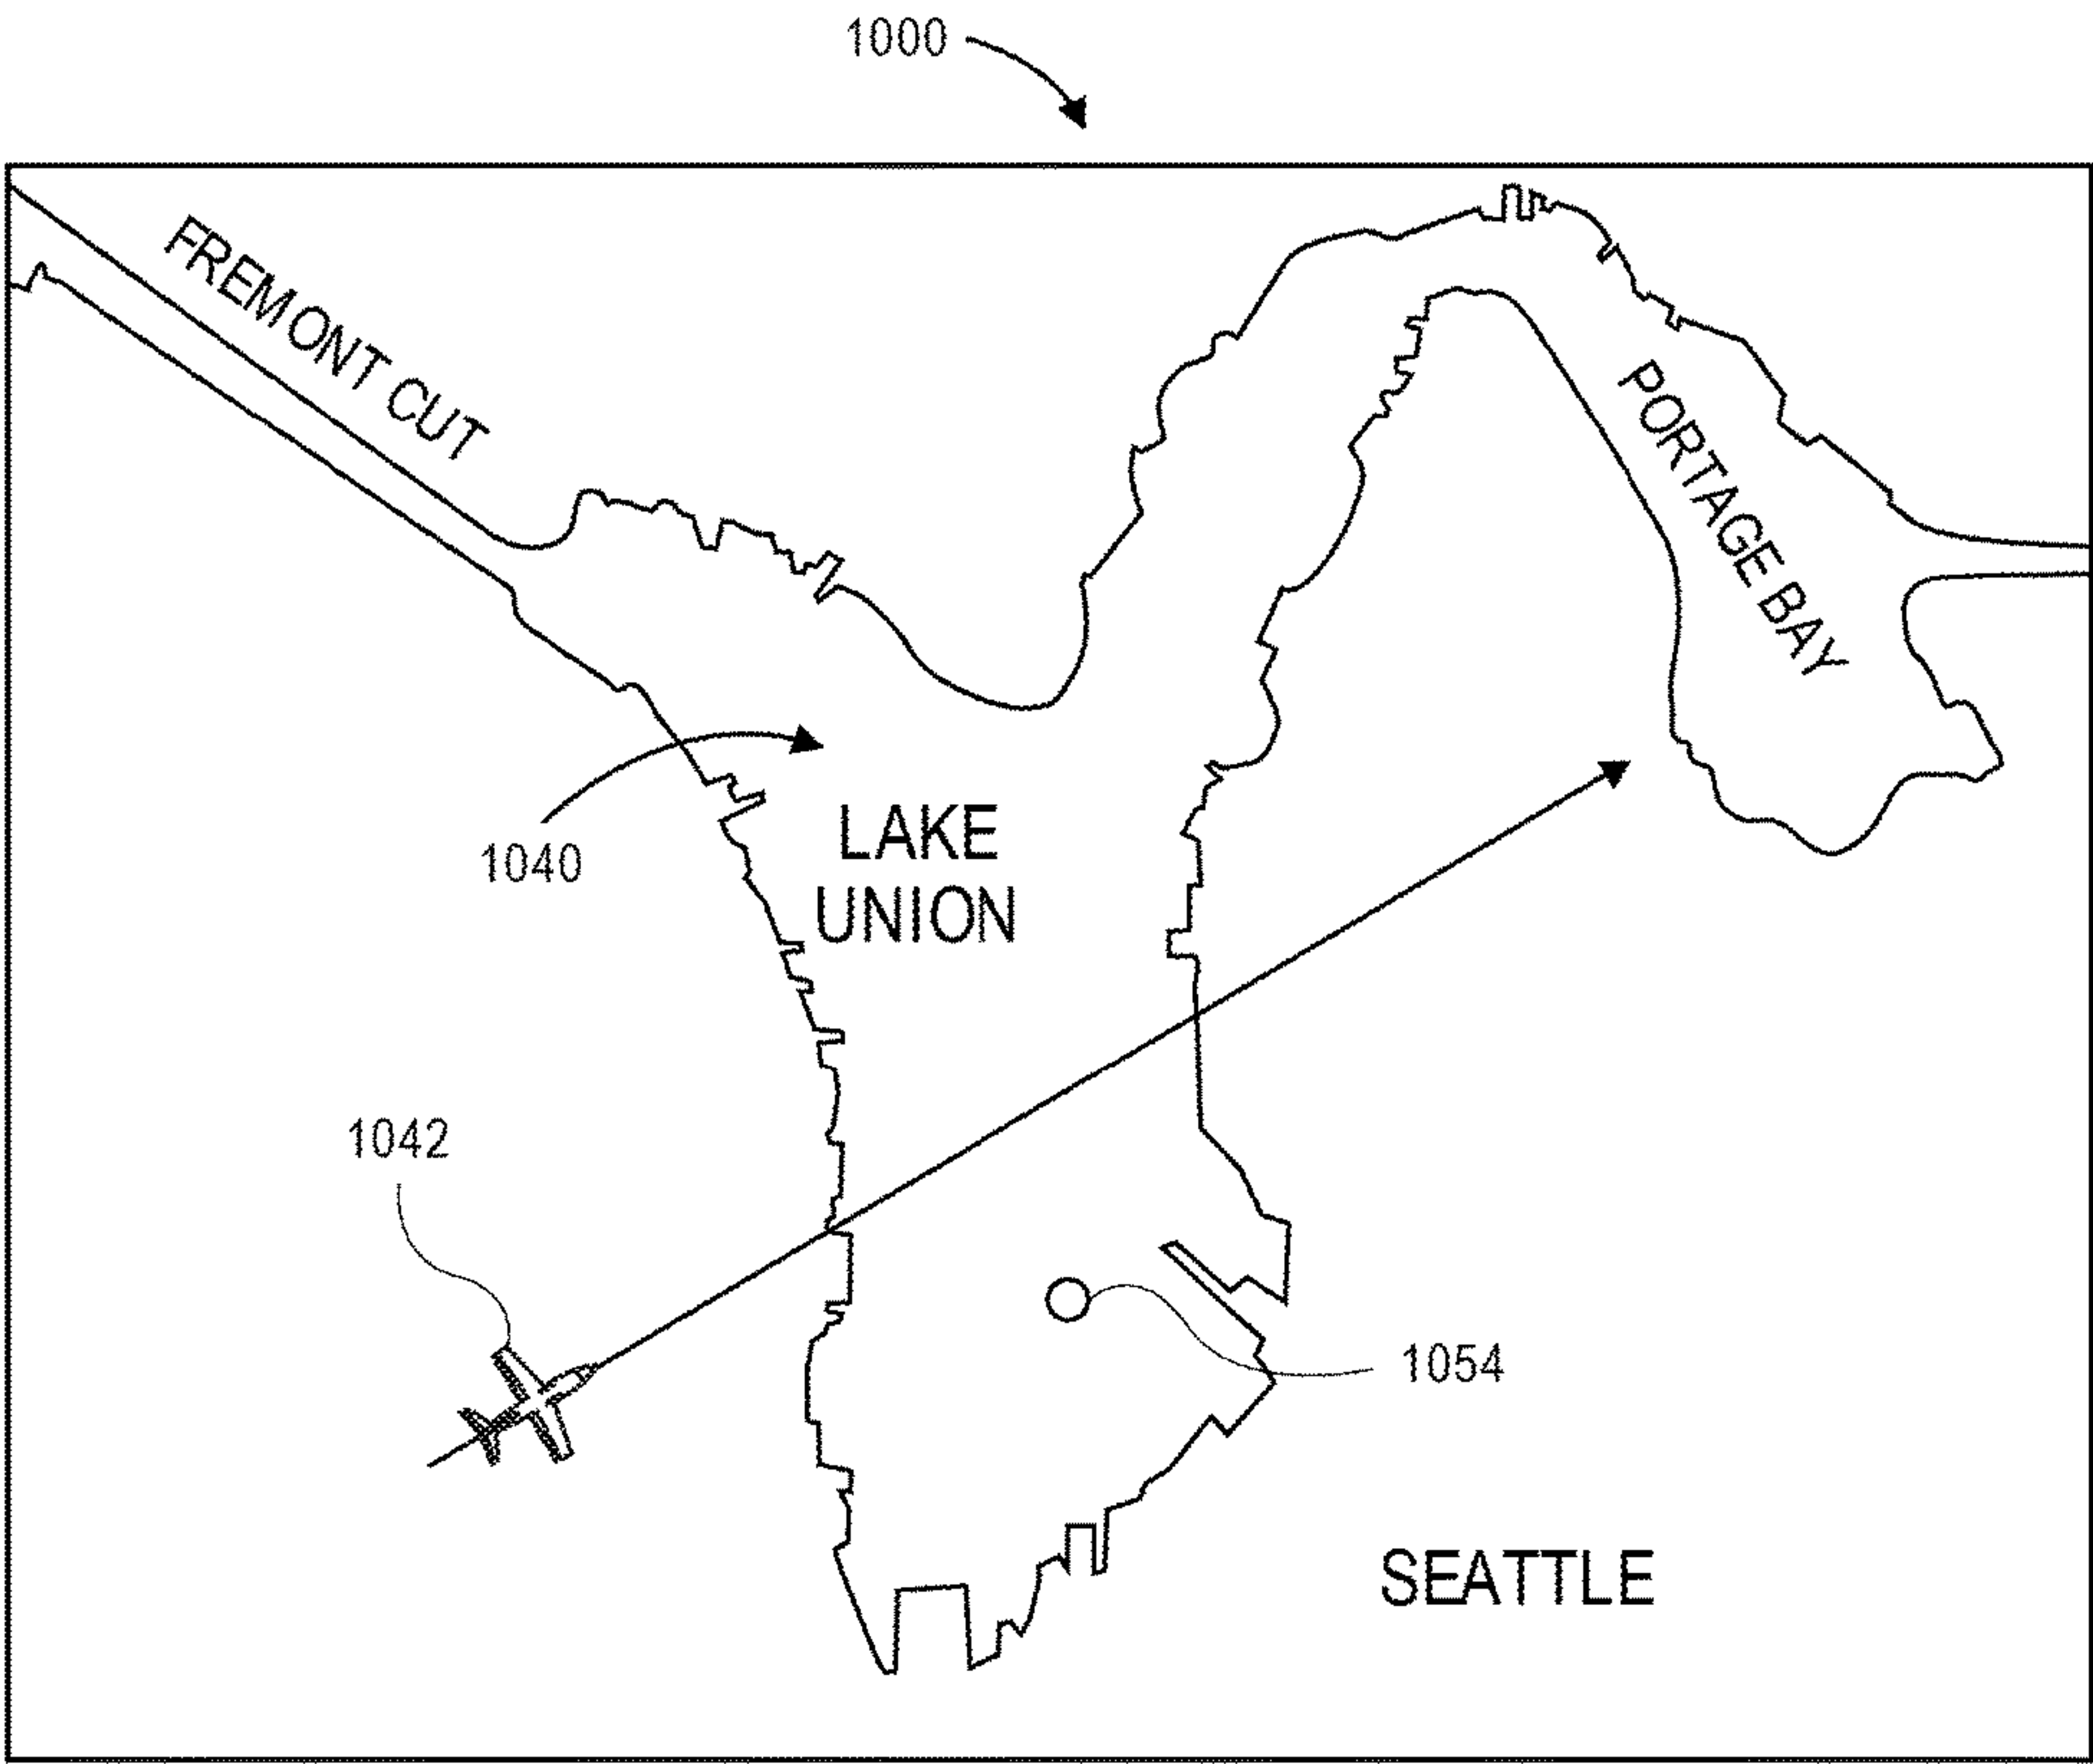 1000
FREMONT CUT
PORTAGE BAY
1040
LAKE
UNION
1042
1054
SEATTLE